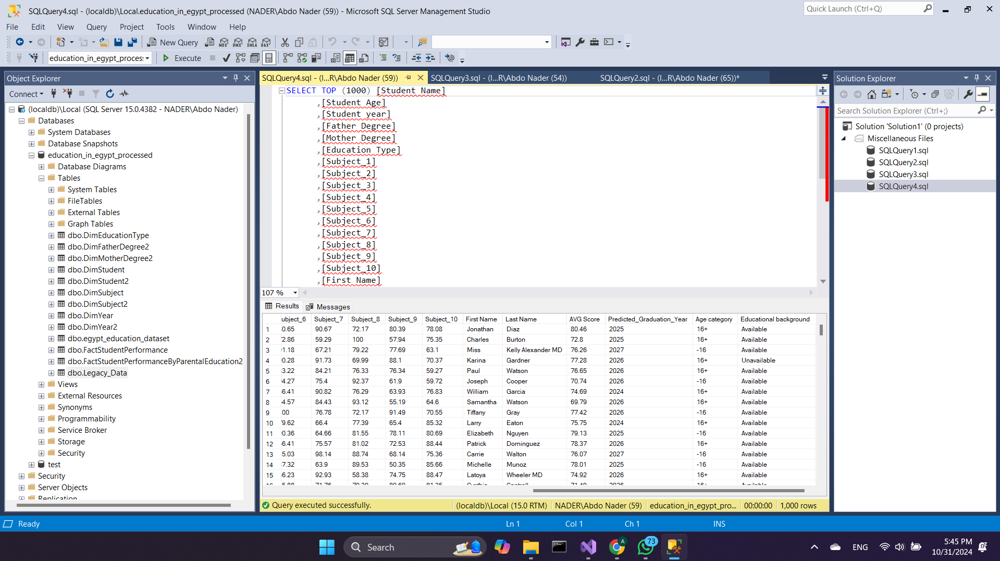 SQLQuery4.sql - (localdb)\Local.education_in_egypt_processed (NADER\Abdo Nader (59)) - Microsoft SQL Server Management Studio
Quick Launch (Ctrl+Q)
File Edit View Query Project Tools Window Help
New Query
MDX DMX XMLA DAX
education_in_egypt_proces: Execute
Object Explorer
Connect
(localdb)\Local (SQL Server 15.0.4382 - NADER\Abdo Nader)
Databases
System Databases
Database Snapshots
education_in_egypt_processed
Database Diagrams
Tables
System Tables
FileTables
External Tables
Graph Tables
dbo.DimEducationType
dbo.DimFatherDegree2
dbo.DimMotherDegree2
dbo.DimStudent
dbo.DimStudent2
dbo.DimSubject
dbo.DimSubject2
dbo.DimYear
dbo.DimYear2
dbo.egypt_education_dataset
dbo.FactStudentPerformance
dbo.FactStudentPerformanceByParentalEducation2
dbo.Legacy_Data
Views
External Resources
Synonyms
Programmability
Service Broker
Storage
Security
test
Security
Server Objects
Replication
SQLQuery4.sql - (l...R\Abdo Nader (59)) SQLQuery3.sql - (l...R\Abdo Nader (54)) SQLQuery2.sql - (l...R\Abdo Nader (65))*
SELECT TOP (1000) [Student Name]
,[Student Age]
,[Student year]
,[Father Degree]
,[Mother Degree]
,[Education Type]
,[Subject_1]
,[Subject_2]
,[Subject_3]
,[Subject_4]
,[Subject_5]
,[Subject_6]
,[Subject_7]
,[Subject_8]
,[Subject_9]
,[Subject_10]
,[First Name]
107 %
Results Messages
ubject_6 Subject_7 Subject_8 Subject_9 Subject_10 First Name Last Name AVG Score Predicted_Graduation_Year Age category Educational background
1 0.65 90.67 72.17 80.39 78.08 Jonathan Diaz 80.46 2025 16+ Available
2 2.86 59.29 100 57.94 75.35 Charles Burton 72.8 2025 16+ Available
3 1.18 67.21 79.22 77.69 63.1 Miss Kelly Alexander MD 76.26 2027 -16 Available
4 0.28 91.73 69.99 88.1 70.37 Karina Gardner 77.28 2026 16+ Unavailable
5 3.22 84.21 76.33 76.34 59.27 Paul Watson 76.65 2026 16+ Available
6 4.27 75.4 92.37 61.9 59.72 Joseph Cooper 70.74 2026 -16 Available
7 6.41 90.82 76.29 63.93 76.83 William Garcia 74.69 2024 16+ Available
8 4.57 84.43 93.12 55.19 64.6 Samantha Watson 69.79 2026 16+ Available
9 00 76.78 72.17 91.49 70.55 Tiffany Gray 77.42 2026 -16 Available
10 9.62 66.4 77.39 65.4 85.32 Larry Eaton 75.75 2024 16+ Available
11 0.36 64.66 81.55 78.11 80.69 Elizabeth Nguyen 79.13 2025 -16 Available
12 6.41 75.57 81.02 72.53 88.44 Patrick Dominguez 78.37 2026 16+ Available
13 5.03 98.14 88.74 68.14 75.36 Carrie Walton 76.07 2027 -16 Available
14 7.32 63.9 89.53 50.35 85.66 Michelle Munoz 78.01 2025 -16 Available
15 6.23 92.93 58.38 74.75 88.47 Latoya Wheeler MD 74.92 2026 16+ Available
Query executed successfully. (localdb)\Local (15.0 RTM) NADER\Abdo Nader (59) education_in_egypt_pro... 00:00:00 1,000 rows
Solution Explorer
Search Solution Explorer (Ctrl+;)
Solution 'Solution1' (0 projects)
Miscellaneous Files
SQLQuery1.sql
SQLQuery2.sql
SQLQuery3.sql
SQLQuery4.sql
Ready Ln 1 Col 1 Ch 1 INS
Search
A
73
ENG
5:45 PM
10/31/2024